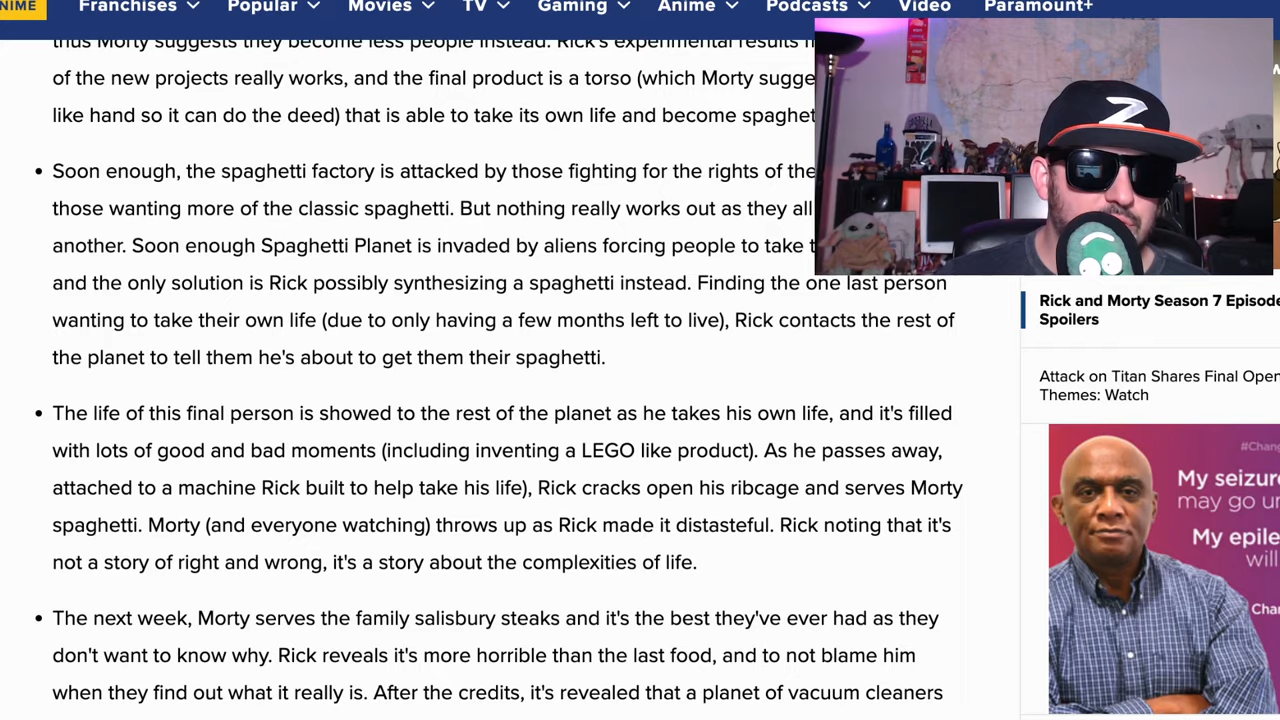 NIME
Franchises Popular Movies TV Gaming Anime Podcasts Video Paramount+
thus Morty suggests they become less people instead. Rick's experimental results
of the new projects really works, and the final product is a torso (which Morty sugge
like hand so it can do the deed) that is able to take its own life and become spaghet
• Soon enough, the spaghetti factory is attacked by those fighting for the rights of the
those wanting more of the classic spaghetti. But nothing really works out as they all
another. Soon enough Spaghetti Planet is invaded by aliens forcing people to take t
and the only solution is Rick possibly synthesizing a spaghetti instead. Finding the one last person
wanting to take their own life (due to only having a few months left to live), Rick contacts the rest of
the planet to tell them he's about to get them their spaghetti.
• The life of this final person is showed to the rest of the planet as he takes his own life, and it's filled
with lots of good and bad moments (including inventing a LEGO like product). As he passes away,
attached to a machine Rick built to help take his life), Rick cracks open his ribcage and serves Morty
spaghetti. Morty (and everyone watching) throws up as Rick made it distasteful. Rick noting that it's
not a story of right and wrong, it's a story about the complexities of life.
• The next week, Morty serves the family salisbury steaks and it's the best they've ever had as they
don't want to know why. Rick reveals it's more horrible than the last food, and to not blame him
when they find out what it really is. After the credits, it's revealed that a planet of vacuum cleaners
Z
Rick and Morty Season 7 Episode
Spoilers
Attack on Titan Shares Final Open
Themes: Watch
#Chang
My seizure
may go un
My epile
will
Chan